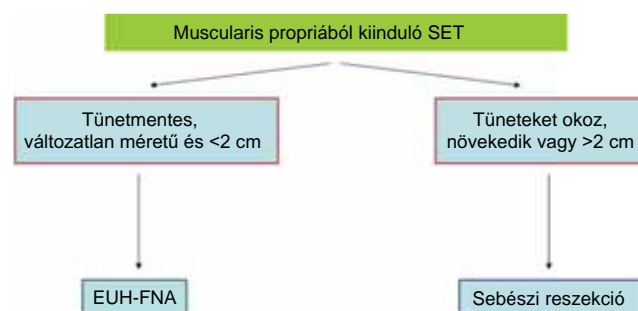 Muscularis propriából kiinduló SET
Tünetmentes,
változatlan méretű és <2 cm
Tüneteket okoz,
növekedik vagy >2 cm
EUH-FNA
Sebészi reszekció